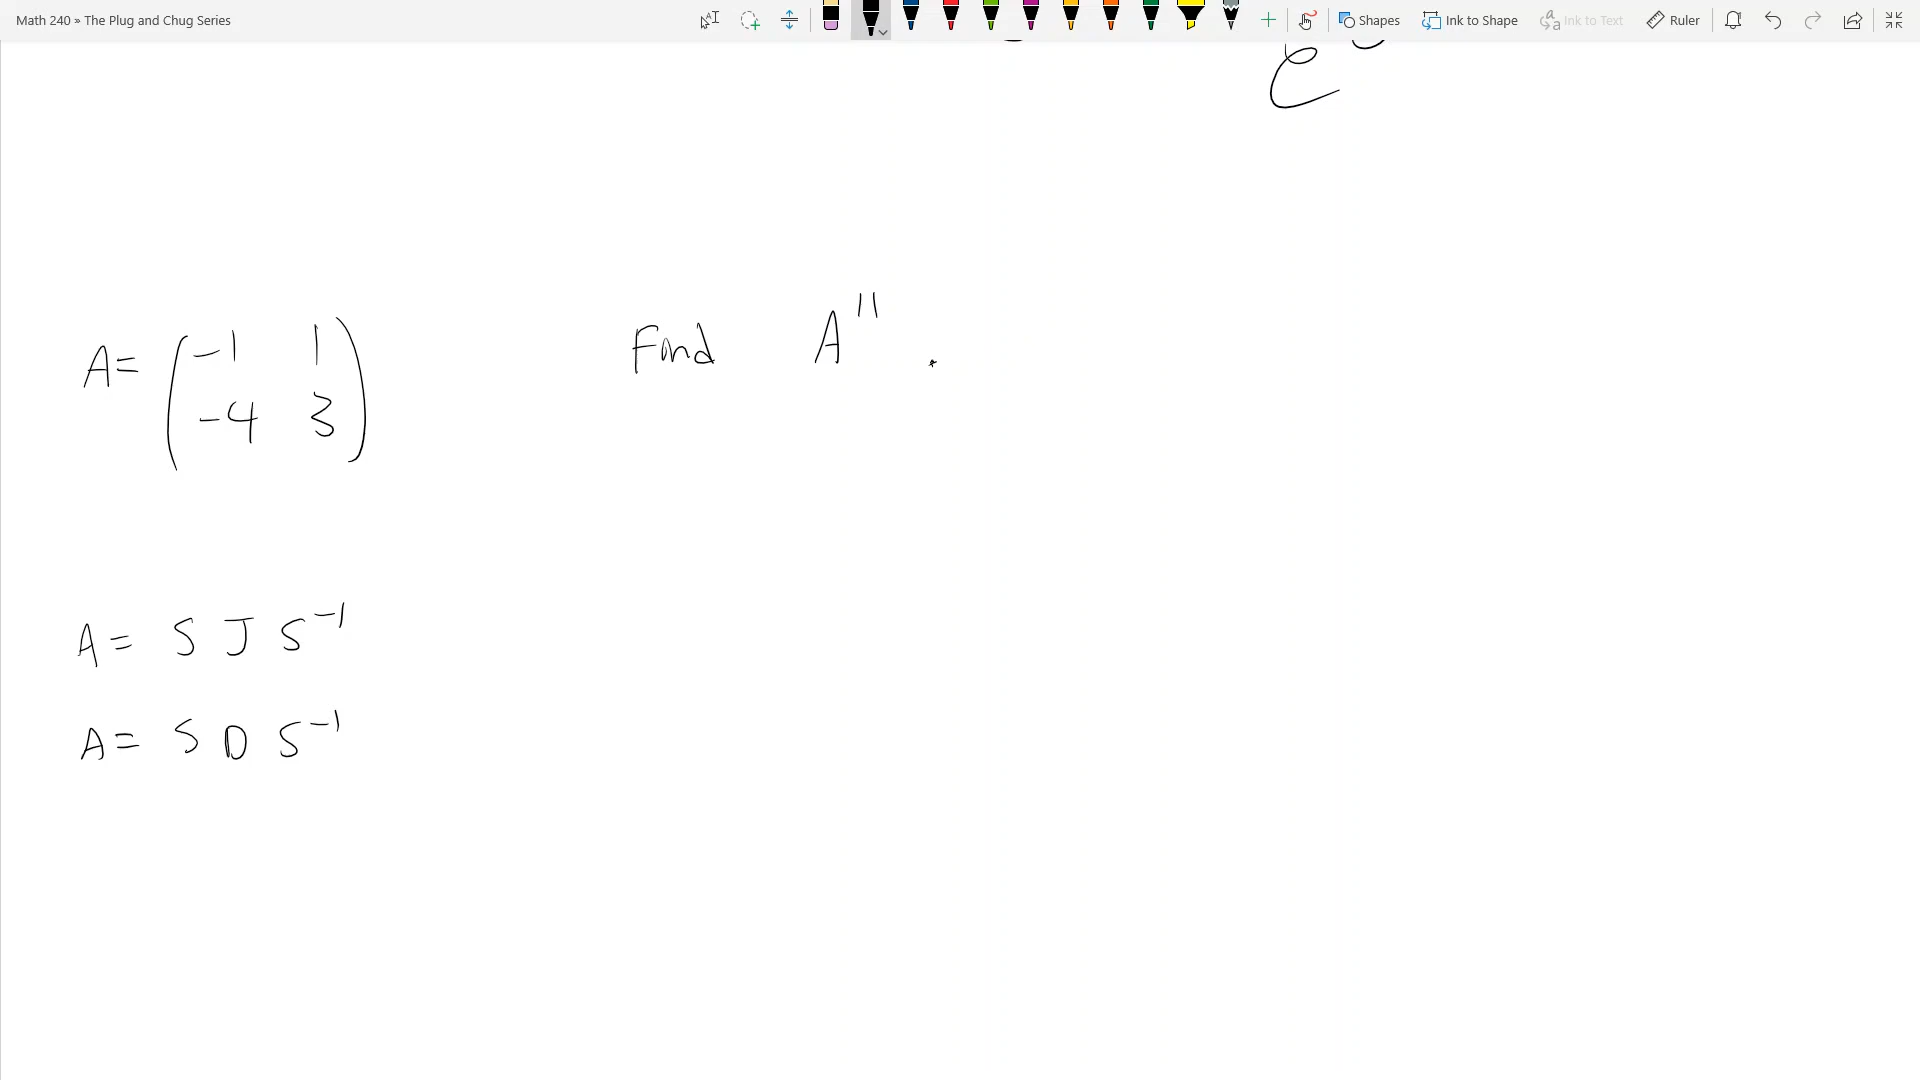 Math 240 » The Plug and Chug Series
Shapes
Ink to Shape
Ink to Text
Ruler
A = ( -1 1
-4 3 )
Find A^11 .
A = S J S^-1
A = S D S^-1